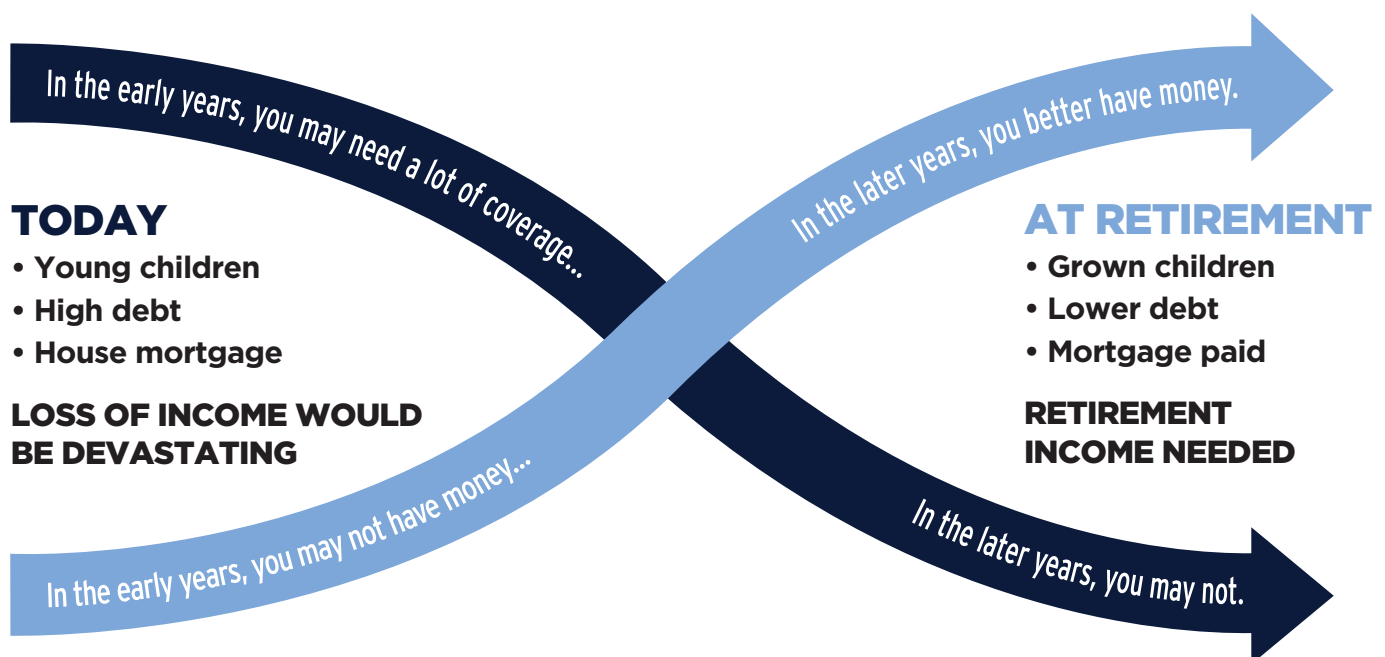 In the early years, you may need a lot of coverage...
In the later years, you better have money.
TODAY
• Young children
• High debt
• House mortgage
LOSS OF INCOME WOULD
BE DEVASTATING
AT RETIREMENT
• Grown children
• Lower debt
• Mortgage paid
RETIREMENT
INCOME NEEDED
In the early years, you may not have money...
In the later years, you may not.